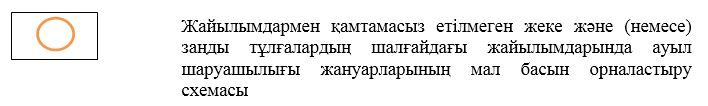 Жайылымдармен қамтамасыз етілмеген жеке және (немесе)
заңды тұлғалардың шалғайдағы жайылымдарында ауыл
шаруашылығы жануарларының мал басын орналастыру
схемасы